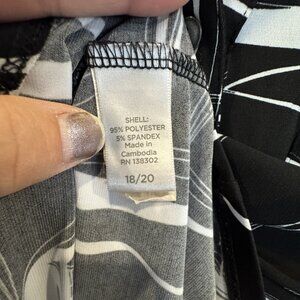 SHELL:
95% POLYESTER
5% SPANDEX
Made in
Cambodia
RN 138302
18/20